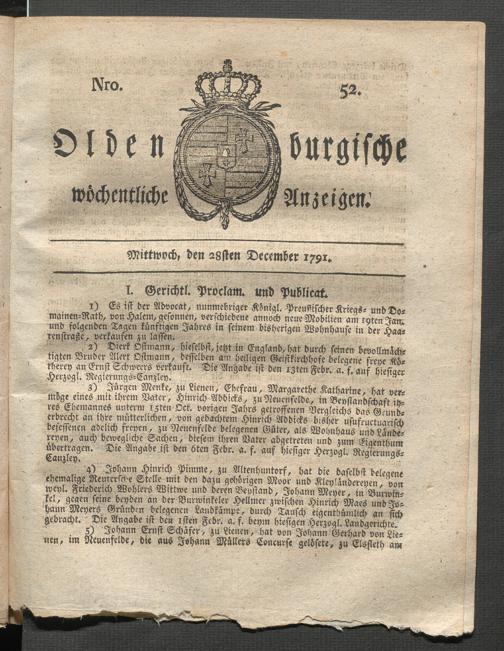 Nro. 52.
Oldenburgische
wöchentliche Anzeigen.
Mittwoch, den 28sten December 1791.
I. Gerichtl. Proclam. und Publicat.
1) Es ist der Advocat, nunmehriger Königl. Preußischer Kriegs- und Do-
mainen-Rath, von Halem, gesonnen, verschiedene annoch neue Mobilien am 19ten Jan.
und folgenden Tagen künftigen Jahres in seinem bisherigen Wohnhause in der Haa-
renstraße, verkaufen zu lassen.
2) Dierk Ostmann, hieselbst, jetzt in England, hat durch seinen bevollmäch-
tigten Bruder Alert Ostmann, desselben am heiligen Geistkirchhofe belegene freye Kö-
therey an Ernst Schweers verkauft. Die Angabe ist den 13ten Febr. a. f. auf hiesiger
Herzogl. Regierungs-Canzley.
3) Jürgen Menke, zu Lienen, Ehefrau, Margarethe Katharine, hat ver-
möge eines mit ihrem Vater, Hinrich Addicks, zu Neuenfelde, in Beystandschaft ih-
res Ehemannes unterm 13ten Oct. vorigen Jahrs getroffenen Vergleichs das Grund-
erbrecht an ihre mütterlichen, von gedachtem Hinrich Addicks bisher usufructuarisch
besessenen adelich freyen, zu Neuenfelde belegenen Güter, als Wohnhaus und Lände-
reyen, auch bewegliche Sachen, diesem ihren Vater abgetreten und zum Eigenthum
übertragen. Die Angabe ist den 6ten Febr. a. f. auf hiesiger Herzogl. Regierungs-
Canzley.
4) Johann Hinrich Pimme, zu Altenhuntorf, hat die daselbst belegene
ehemalige Reutersche Stelle mit den dazu gehörigen Moor und Kleyländereyen, von
weyl. Friederich Wohlers Wittwe und deren Beystand, Johann Meyer, in Burwin-
kel, gegen seine beyden an der Burwinkeler Hellmer zwischen Hinrich Maes und Jo-
hann Meyers Gründen belegenen Landkämpe, durch Tausch eigenthümlich an sich
gebracht. Die Angabe ist den 1sten Febr. a. f. beym hiesigen Herzogl. Landgerichte.
5) Johann Ernst Schäfer, zu Lienen, hat von Johann Gerhard von Lie-
nen, im Neuenfelde, die aus Johann Müllers Concurse gelösete, zu Elsfleth am